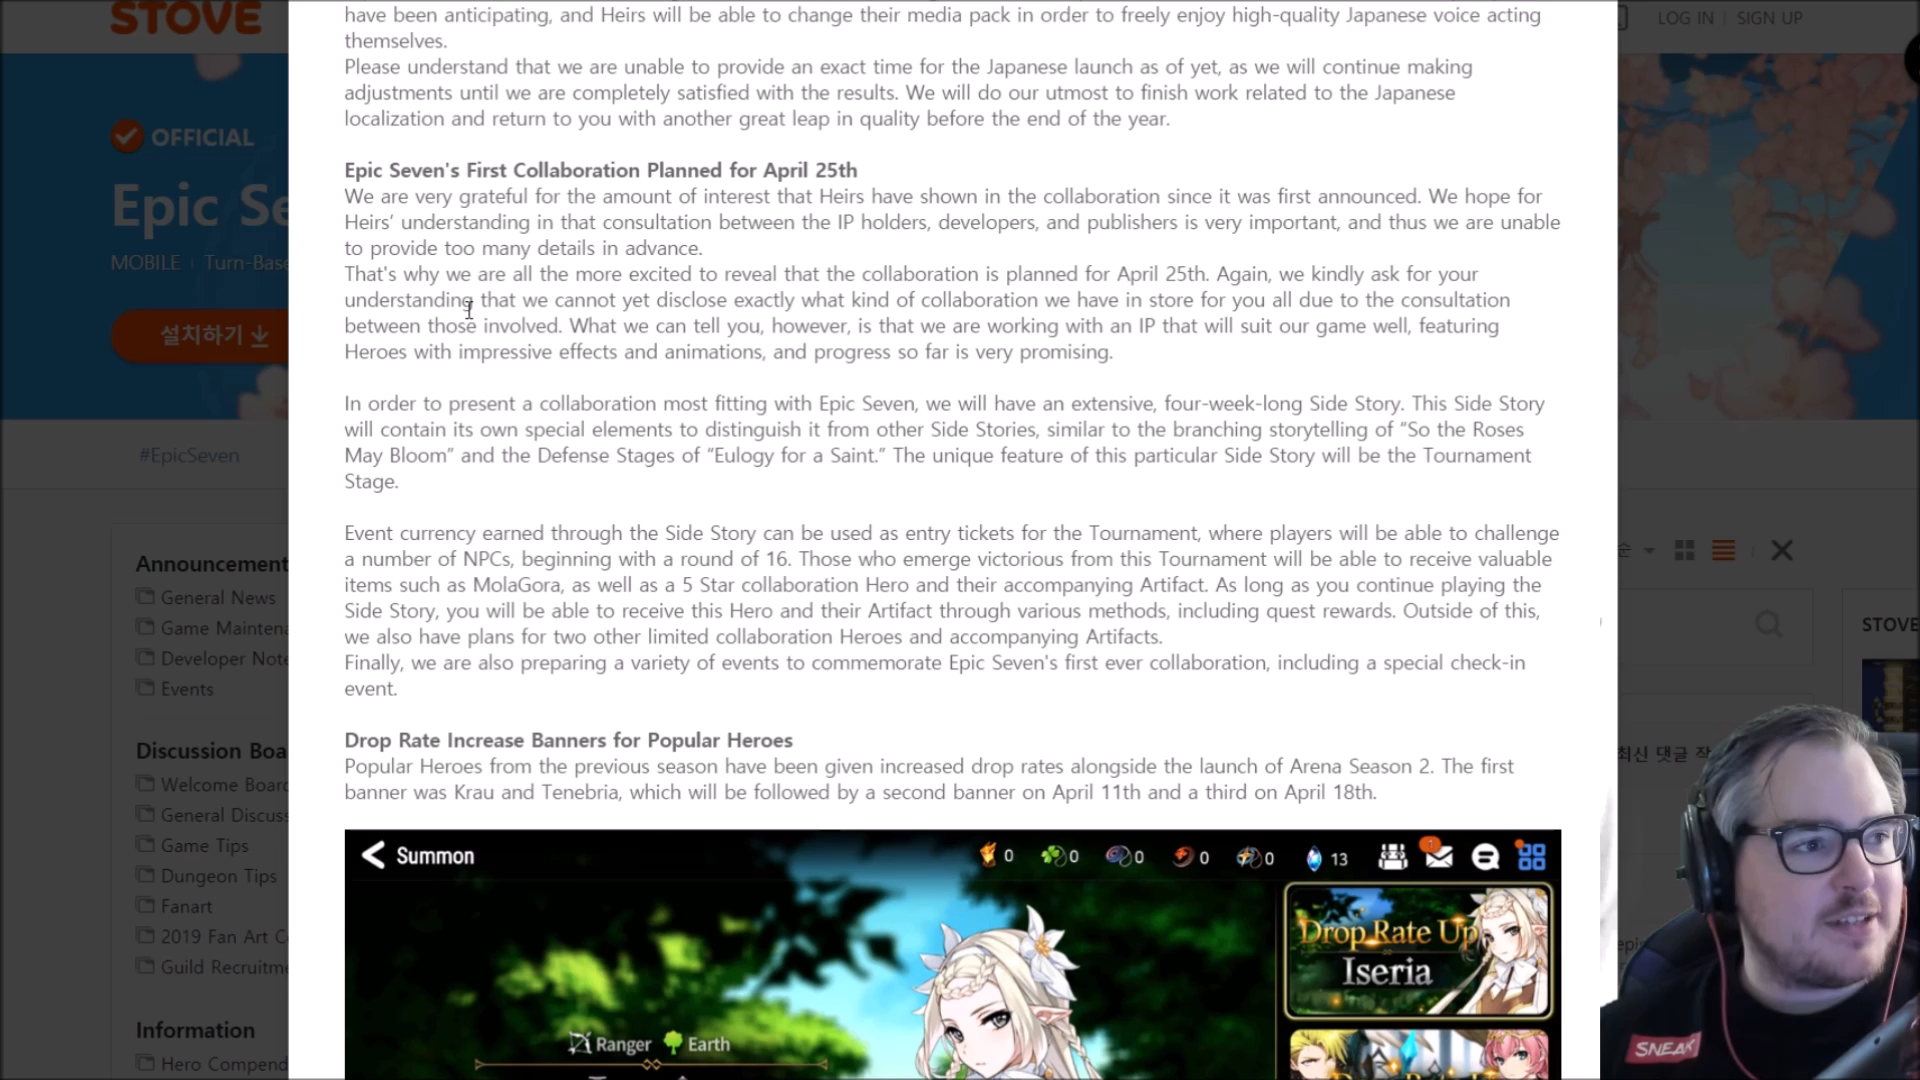 STOVE
LOG IN | SIGN UP
have been anticipating, and Heirs will be able to change their media pack in order to freely enjoy high-quality Japanese voice acting
themselves.
Please understand that we are unable to provide an exact time for the Japanese launch as of yet, as we will continue making
adjustments until we are completely satisfied with the results. We will do our utmost to finish work related to the Japanese
localization and return to you with another great leap in quality before the end of the year.
Epic Seven's First Collaboration Planned for April 25th
We are very grateful for the amount of interest that Heirs have shown in the collaboration since it was first announced. We hope for
Heirs’ understanding in that consultation between the IP holders, developers, and publishers is very important, and thus we are unable
to provide too many details in advance.
That's why we are all the more excited to reveal that the collaboration is planned for April 25th. Again, we kindly ask for your
understanding that we cannot yet disclose exactly what kind of collaboration we have in store for you all due to the consultation
between those involved. What we can tell you, however, is that we are working with an IP that will suit our game well, featuring
Heroes with impressive effects and animations, and progress so far is very promising.
In order to present a collaboration most fitting with Epic Seven, we will have an extensive, four-week-long Side Story. This Side Story
will contain its own special elements to distinguish it from other Side Stories, similar to the branching storytelling of “So the Roses
May Bloom” and the Defense Stages of “Eulogy for a Saint.” The unique feature of this particular Side Story will be the Tournament
Stage.
Event currency earned through the Side Story can be used as entry tickets for the Tournament, where players will be able to challenge
a number of NPCs, beginning with a round of 16. Those who emerge victorious from this Tournament will be able to receive valuable
items such as MolaGora, as well as a 5 Star collaboration Hero and their accompanying Artifact. As long as you continue playing the
Side Story, you will be able to receive this Hero and their Artifact through various methods, including quest rewards. Outside of this,
we also have plans for two other limited collaboration Heroes and accompanying Artifacts.
Finally, we are also preparing a variety of events to commemorate Epic Seven's first ever collaboration, including a special check-in
event.
Drop Rate Increase Banners for Popular Heroes
Popular Heroes from the previous season have been given increased drop rates alongside the launch of Arena Season 2. The first
banner was Krau and Tenebria, which will be followed by a second banner on April 11th and a third on April 18th.
Summon
0 0 0 0 0 13
Drop Rate Up
Iseria
Ranger Earth
OFFICIAL
Epic Se
MOBILE | Turn-Base
설치하기
#EpicSeven
Announcement
General News
Game Maintena
Developer Note
Events
Discussion Boa
Welcome Board
General Discuss
Game Tips
Dungeon Tips
Fanart
2019 Fan Art C
Guild Recruitme
Information
Hero Compend
STOVE
최신 댓글
SNEAK